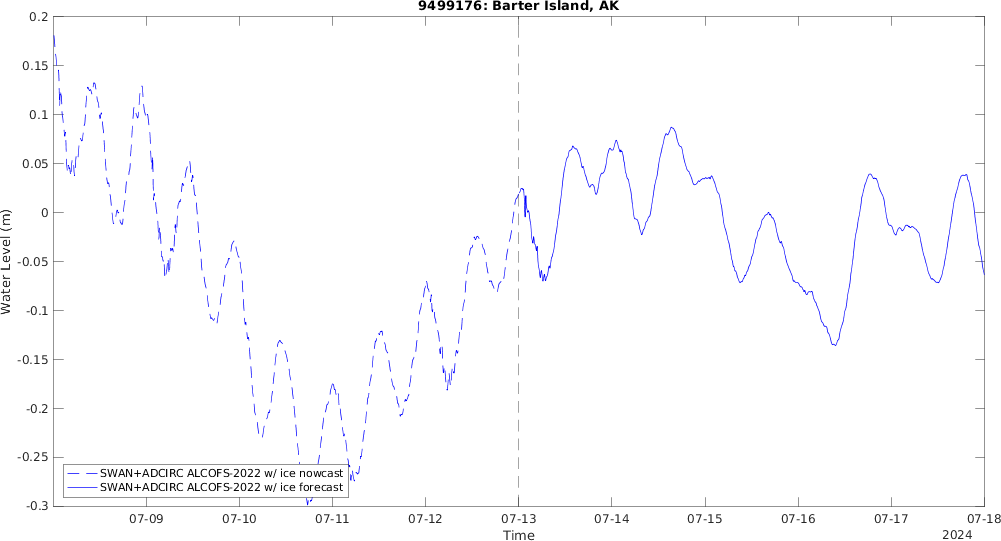 9499176: Barter Island, AK
Water Level (m)
0.2
0.15
0.1
0.05
0
-0.05
-0.1
-0.15
-0.2
-0.25
-0.3
SWAN+ADCIRC ALCOFS-2022 w/ ice nowcast
SWAN+ADCIRC ALCOFS-2022 w/ ice forecast
07-09 07-10 07-11 07-12 07-13 07-14 07-15 07-16 07-17 07-18
Time
2024